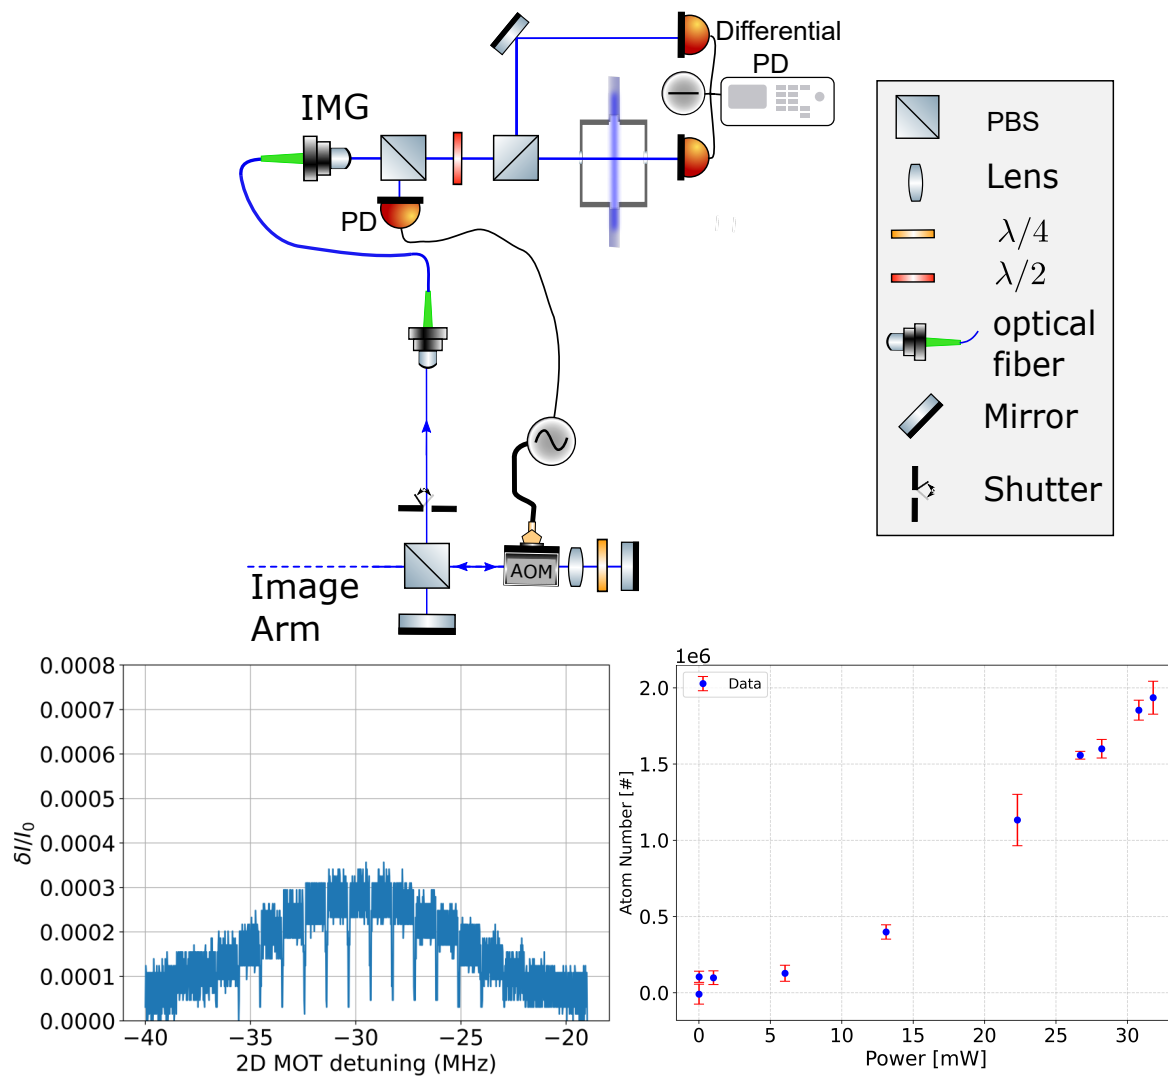 Differential
PD
IMG
PD
PBS
Lens
λ/4
λ/2
optical
fiber
Mirror
Shutter
AOM
Image
Arm
0.0008
0.0007
0.0006
0.0005
0.0004
0.0003
0.0002
0.0001
0.0000
δI/I₀
−40
−35
−30
−25
−20
2D MOT detuning (MHz)
1e6
Data
2.0
1.5
1.0
0.5
0.0
Atom Number [#]
0
5
10
15
20
25
30
Power [mW]